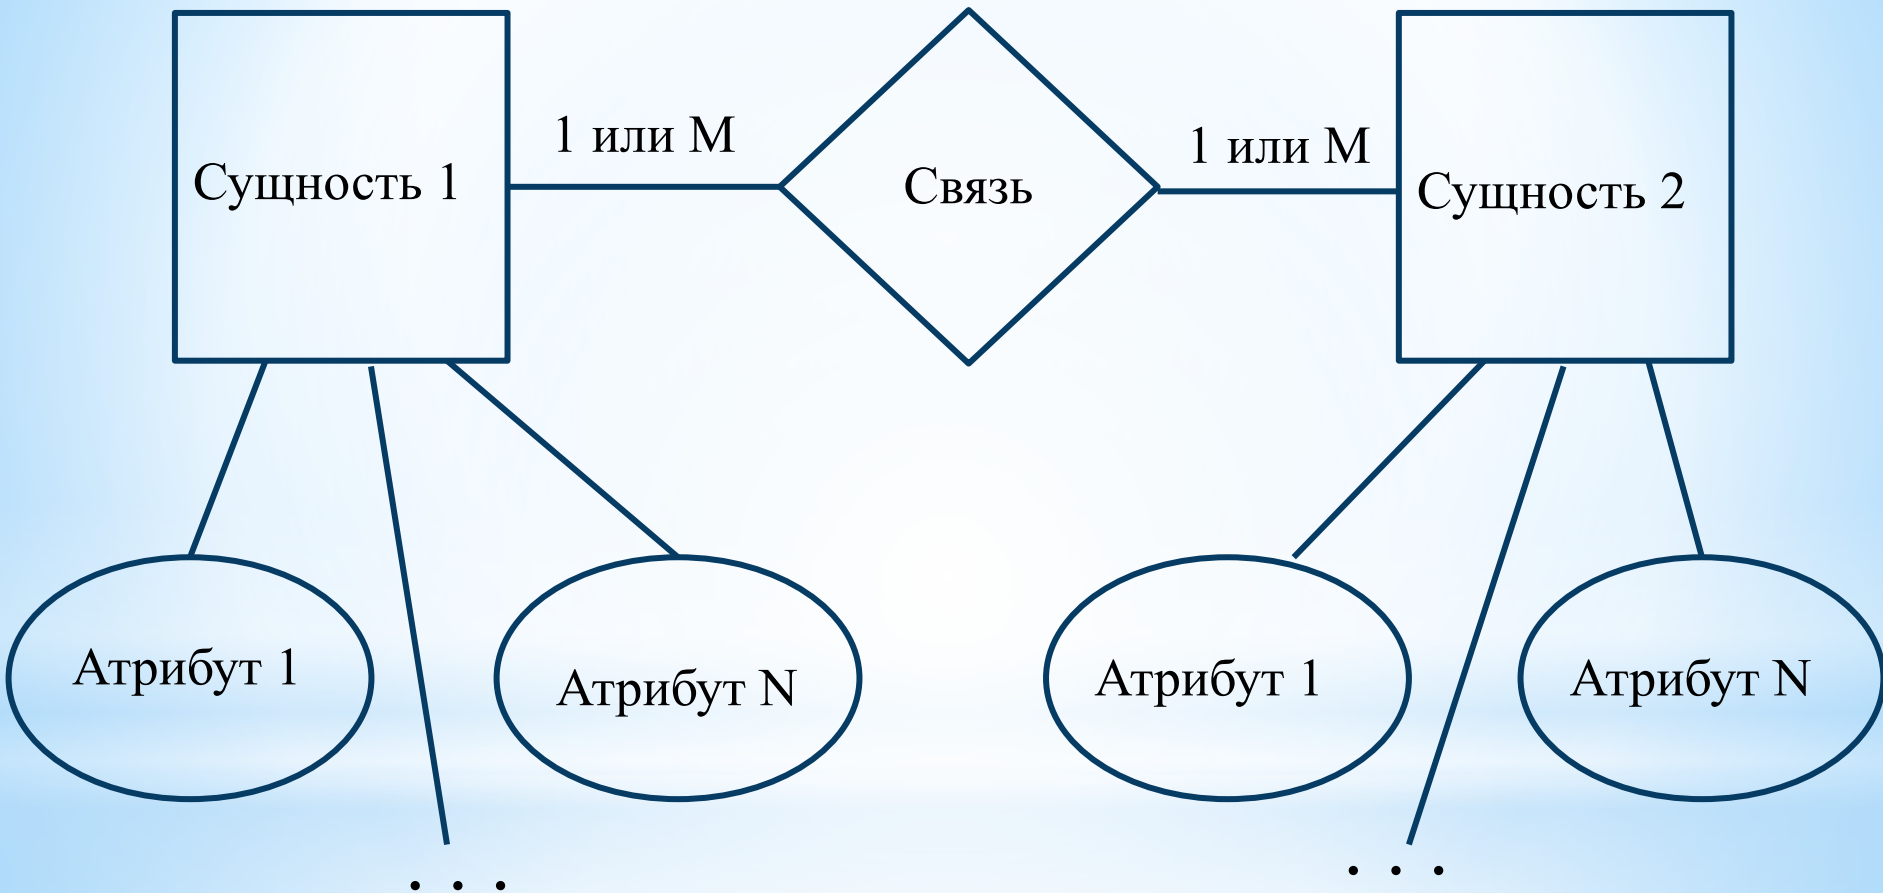 Сущность 1
1 или М
Связь
1 или М
Сущность 2
Атрибут 1
Атрибут N
Атрибут 1
Атрибут N
. . .
. . .